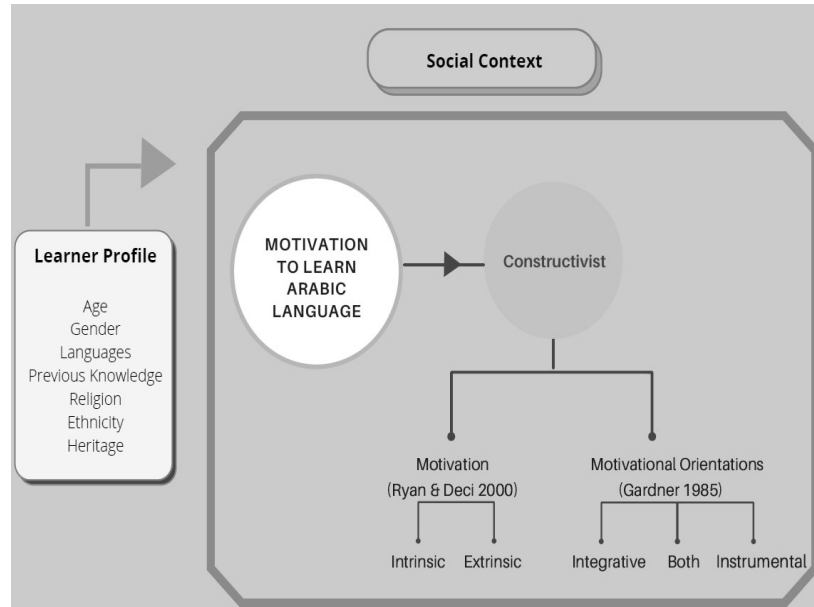 Social Context
Learner Profile
Age
Gender
Languages
Previous Knowledge
Religion
Ethnicity
Heritage
MOTIVATION
TO LEARN
ARABIC
LANGUAGE
Constructivist
Motivation
(Ryan & Deci 2000)
Intrinsic
Extrinsic
Motivational Orientations
(Gardner 1985)
Integrative
Both
Instrumental